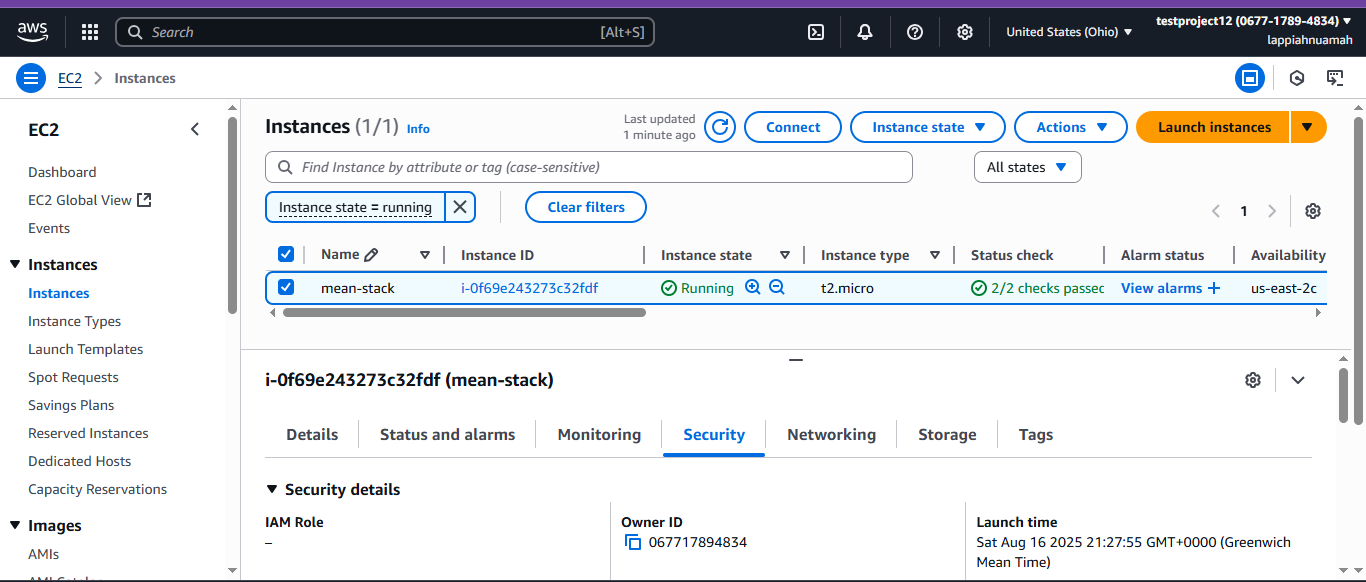 aws
Search [Alt+S]
United States (Ohio)
testproject12 (0677-1789-4834)
lappiahnuamah
EC2 Instances
EC2
Dashboard
EC2 Global View
Events
Instances
Instances
Instance Types
Launch Templates
Spot Requests
Savings Plans
Reserved Instances
Dedicated Hosts
Capacity Reservations
Images
AMIs
Instances (1/1) Info
Last updated
1 minute ago
Connect
Instance state
Actions
Launch instances
Find Instance by attribute or tag (case-sensitive)
All states
Instance state = running
Clear filters
1
Name Instance ID Instance state Instance type Status check Alarm status Availability
mean-stack i-0f69e243273c32fdf Running t2.micro 2/2 checks passec View alarms + us-east-2c
i-0f69e243273c32fdf (mean-stack)
Details Status and alarms Monitoring Security Networking Storage Tags
Security details
IAM Role
–
Owner ID
067717894834
Launch time
Sat Aug 16 2025 21:27:55 GMT+0000 (Greenwich
Mean Time)